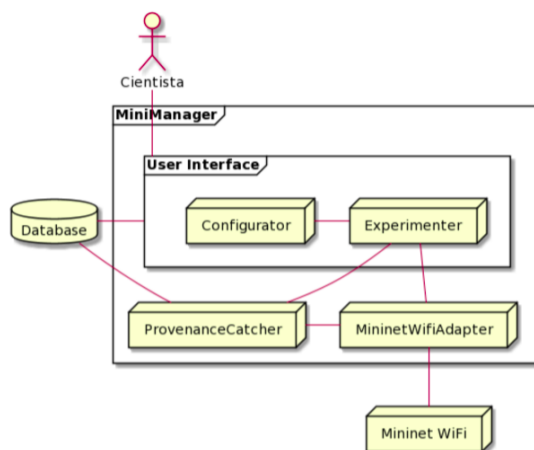 Cientista
MiniManager
User Interface
Configurator
Experimenter
Database
ProvenanceCatcher
MininetWifiAdapter
Mininet WiFi